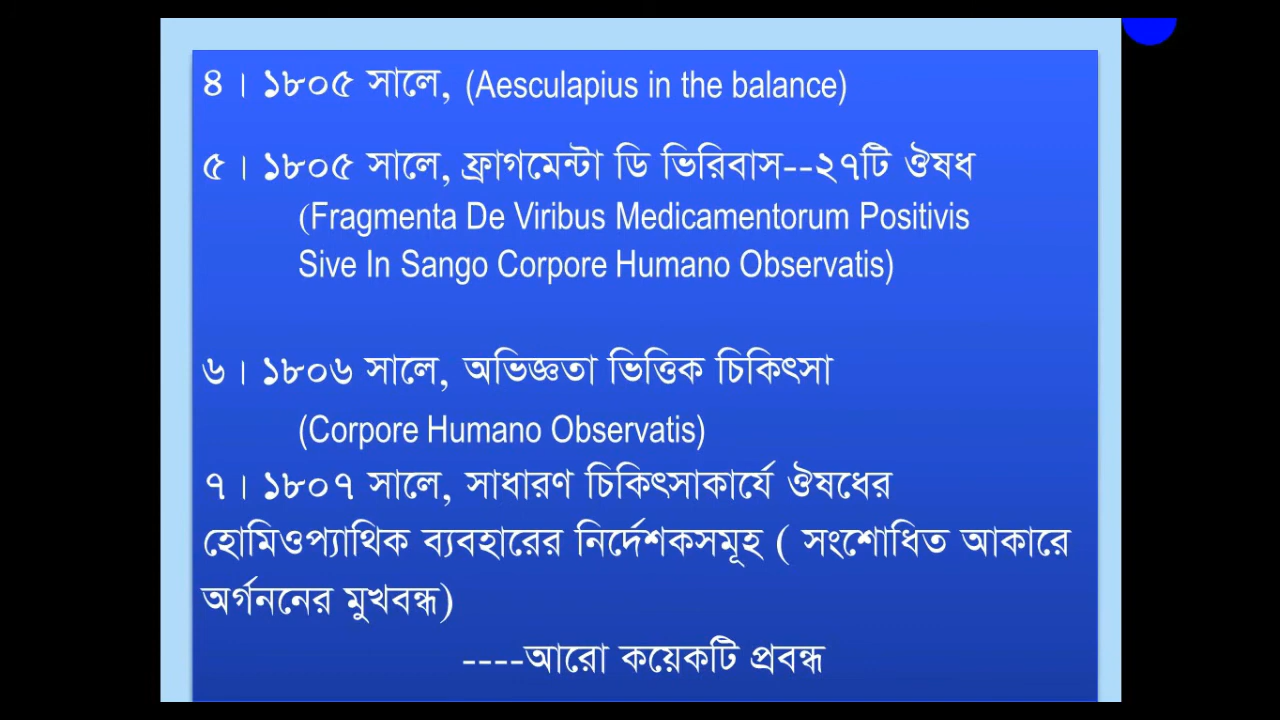 ৪। ১৮০৫ সালে, (Aesculapius in the balance)
৫। ১৮০৫ সালে, ফ্রাগমেন্টা ডি ভিরিবাস--২৭টি ঔষধ
(Fragmenta De Viribus Medicamentorum Positivis
Sive In Sango Corpore Humano Observatis)
৬। ১৮০৬ সালে, অভিজ্ঞতা ভিত্তিক চিকিৎসা
(Corpore Humano Observatis)
৭। ১৮০৭ সালে, সাধারণ চিকিৎসাকার্যে ঔষধের
হোমিওপ্যাথিক ব্যবহারের নির্দেশকসমূহ ( সংশোধিত আকারে
অর্গননের মুখবন্ধ)
----আরো কয়েকটি প্রবন্ধ